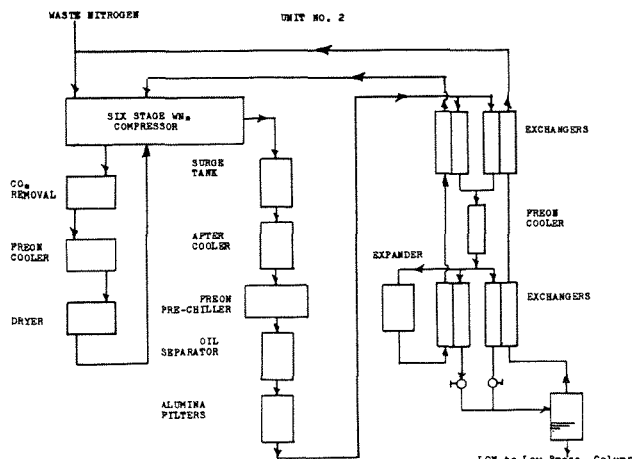 WASTE NITROGEN
UNIT NO. 2
SIX STAGE WN₂
COMPRESSOR
EXCHANGERS
SURGE
TANK
CO₂
REMOVAL
FREON
COOLER
AFTER
COOLER
FREON
COOLER
EXPANDER
FREON
PRE-CHILLER
EXCHANGERS
DRYER
OIL
SEPARATOR
ALUMINA
FILTERS
to Low Press. Column